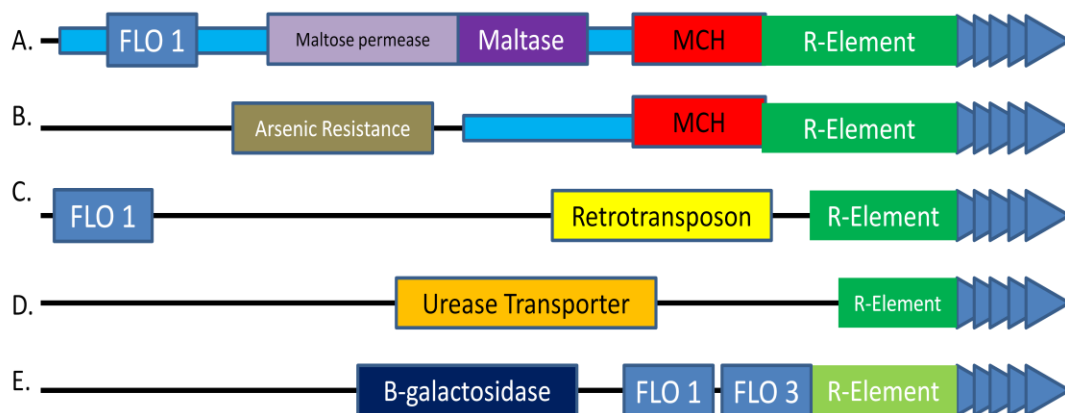 A. FLO 1 Maltose permease Maltase MCH R-Element
B. Arsenic Resistance MCH R-Element
C. FLO 1 Retrotransposon R-Element
D. Urease Transporter R-Element
E. B-galactosidase FLO 1 FLO 3 R-Element